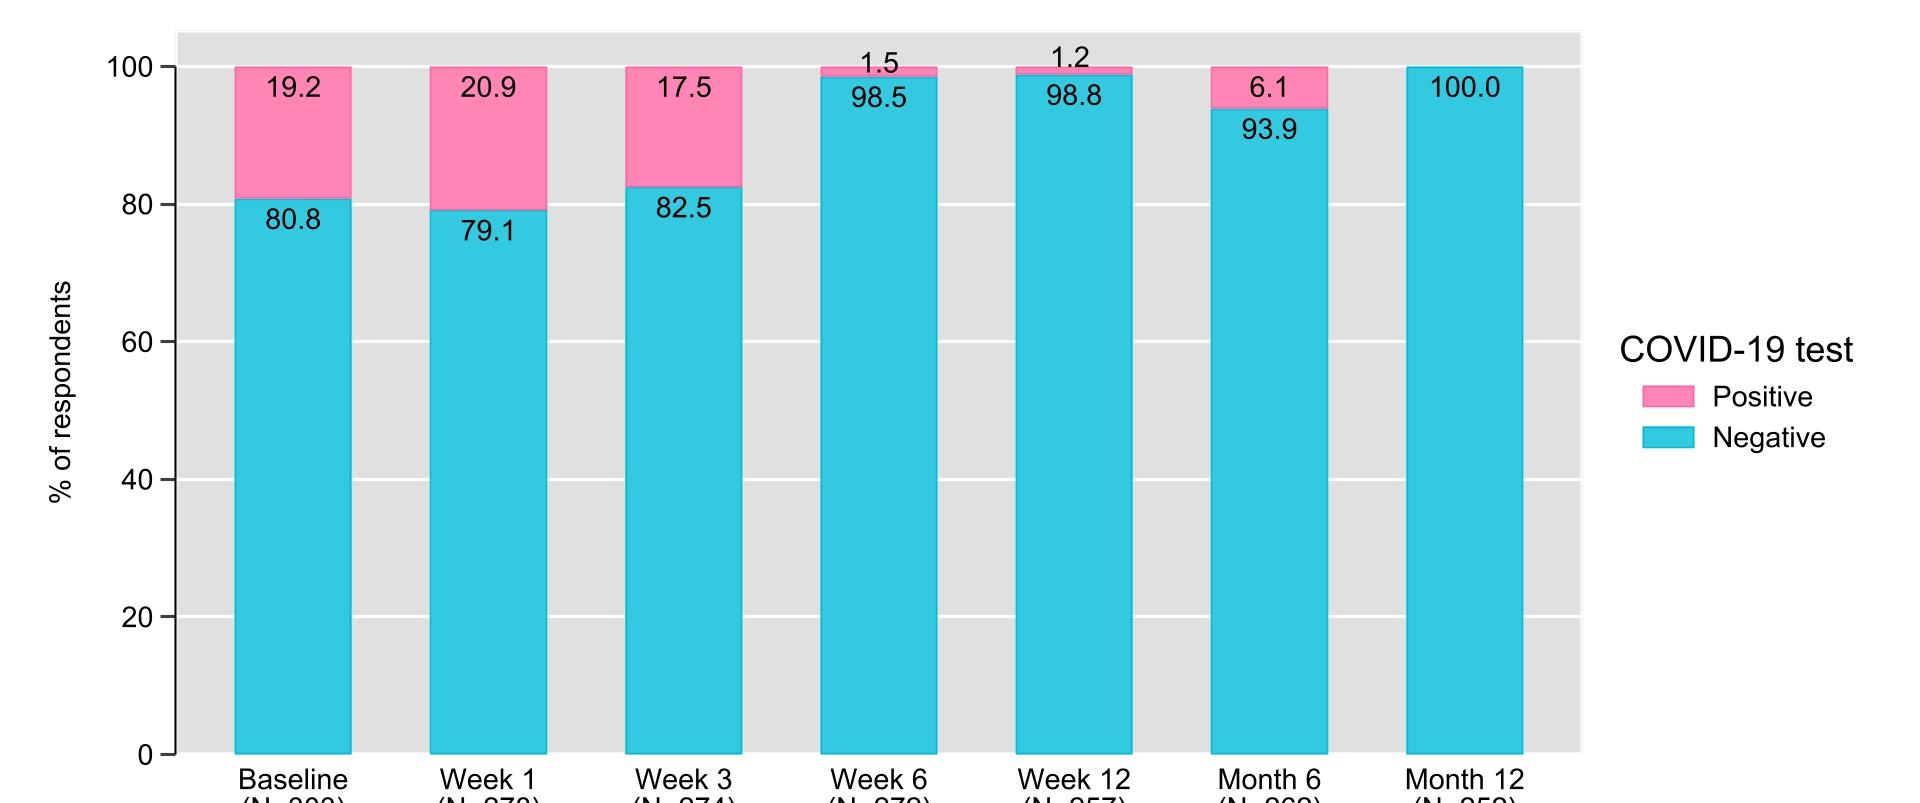 100
80
60
40
20
0
% of respondents
19.2
80.8
20.9
79.1
17.5
82.5
1.5
98.5
1.2
98.8
6.1
93.9
100.0
Baseline
Week 1
Week 3
Week 6
Week 12
Month 6
Month 12
COVID-19 test
Positive
Negative